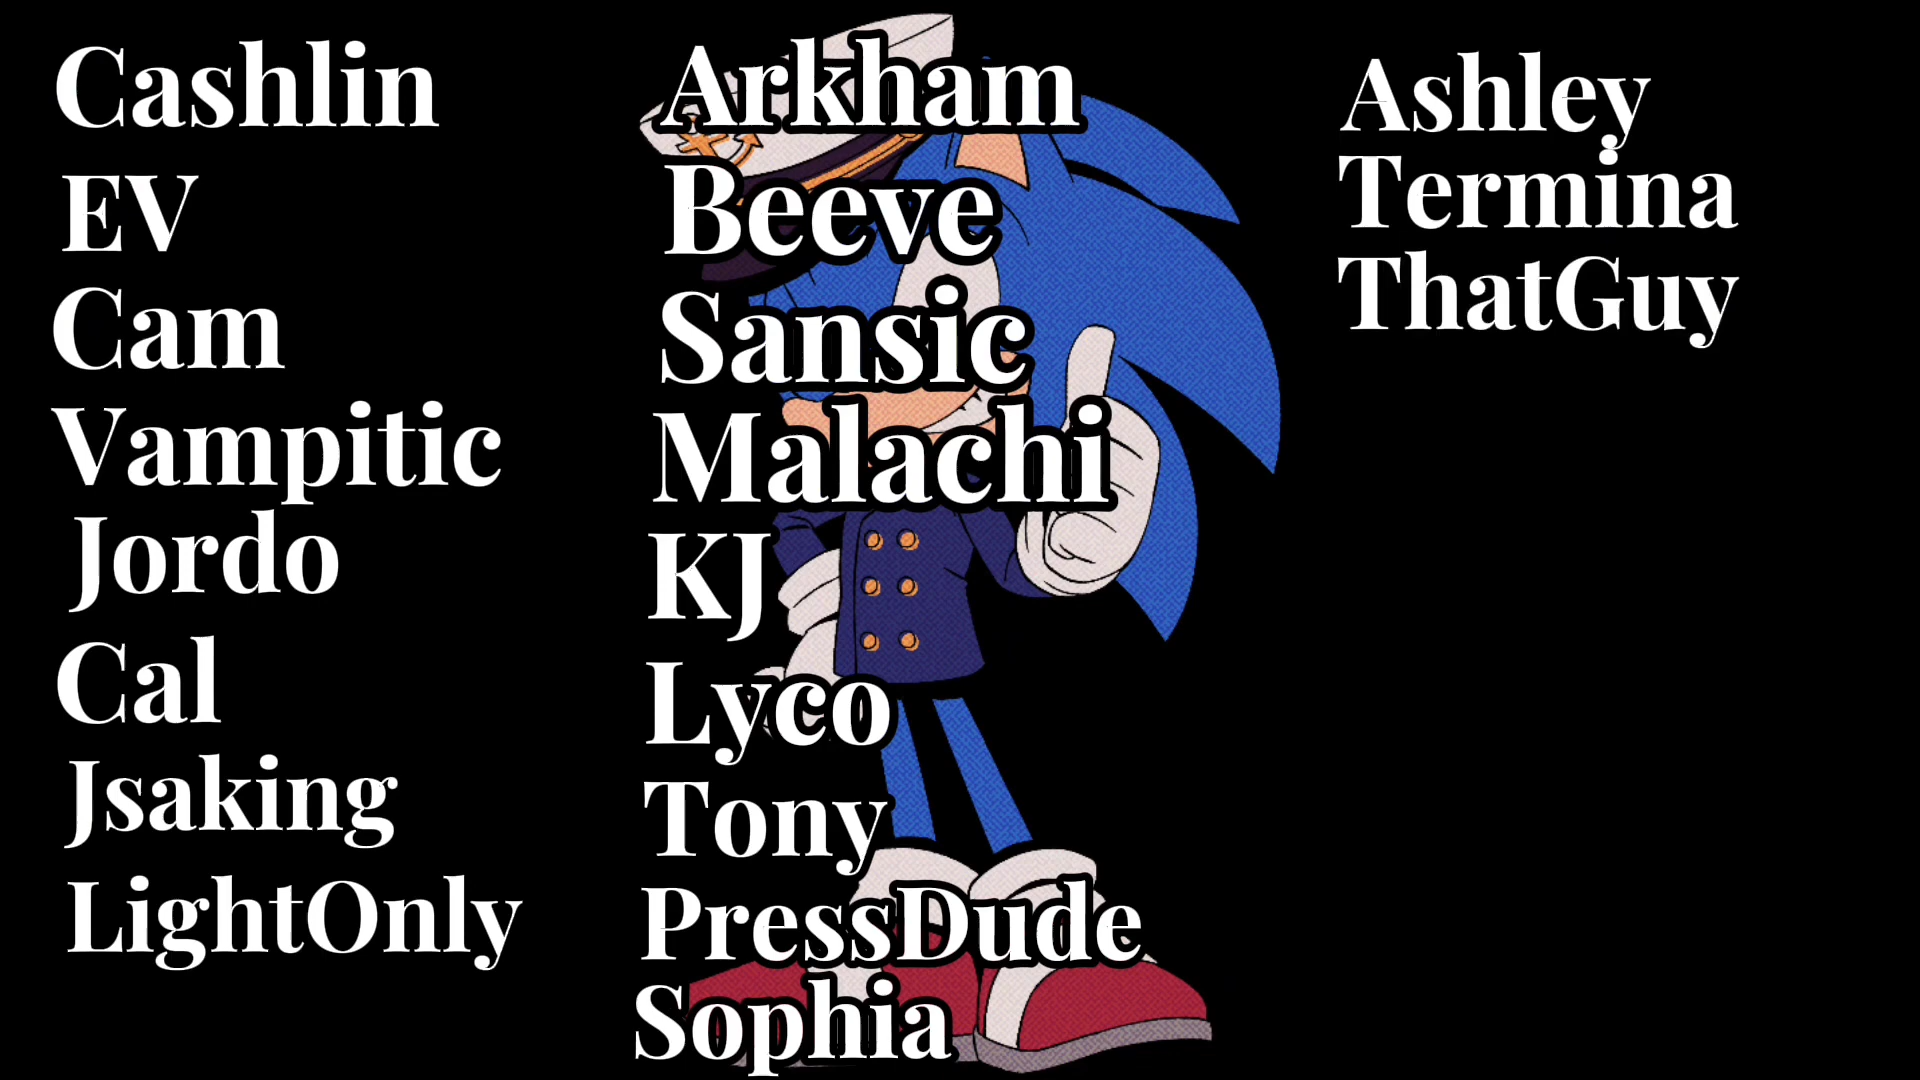 Cashlin
EV
Cam
Vampitic
Jordo
Cal
Jsaking
LightOnly
Arkham
Beeve
Sansic
Malachi
KJ
Lyco
Tony
PressDude
Sophia
Ashley
Termina
ThatGuy